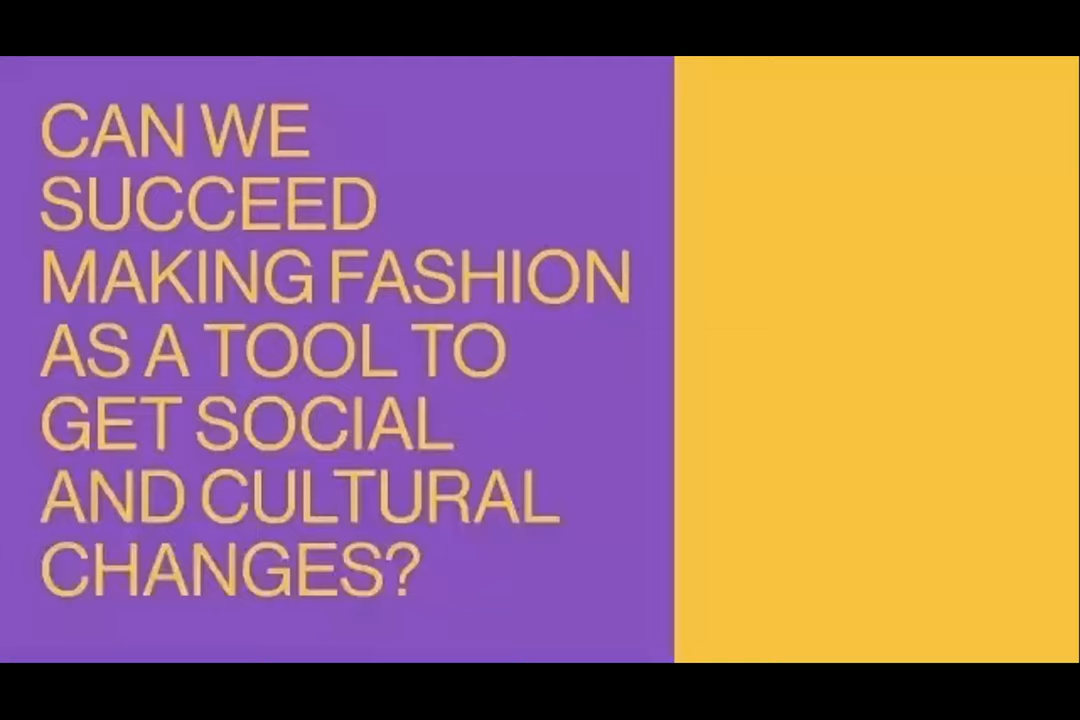 CAN WE
SUCCEED
MAKING FASHION
AS A TOOL TO
GET SOCIAL
AND CULTURAL
CHANGES?